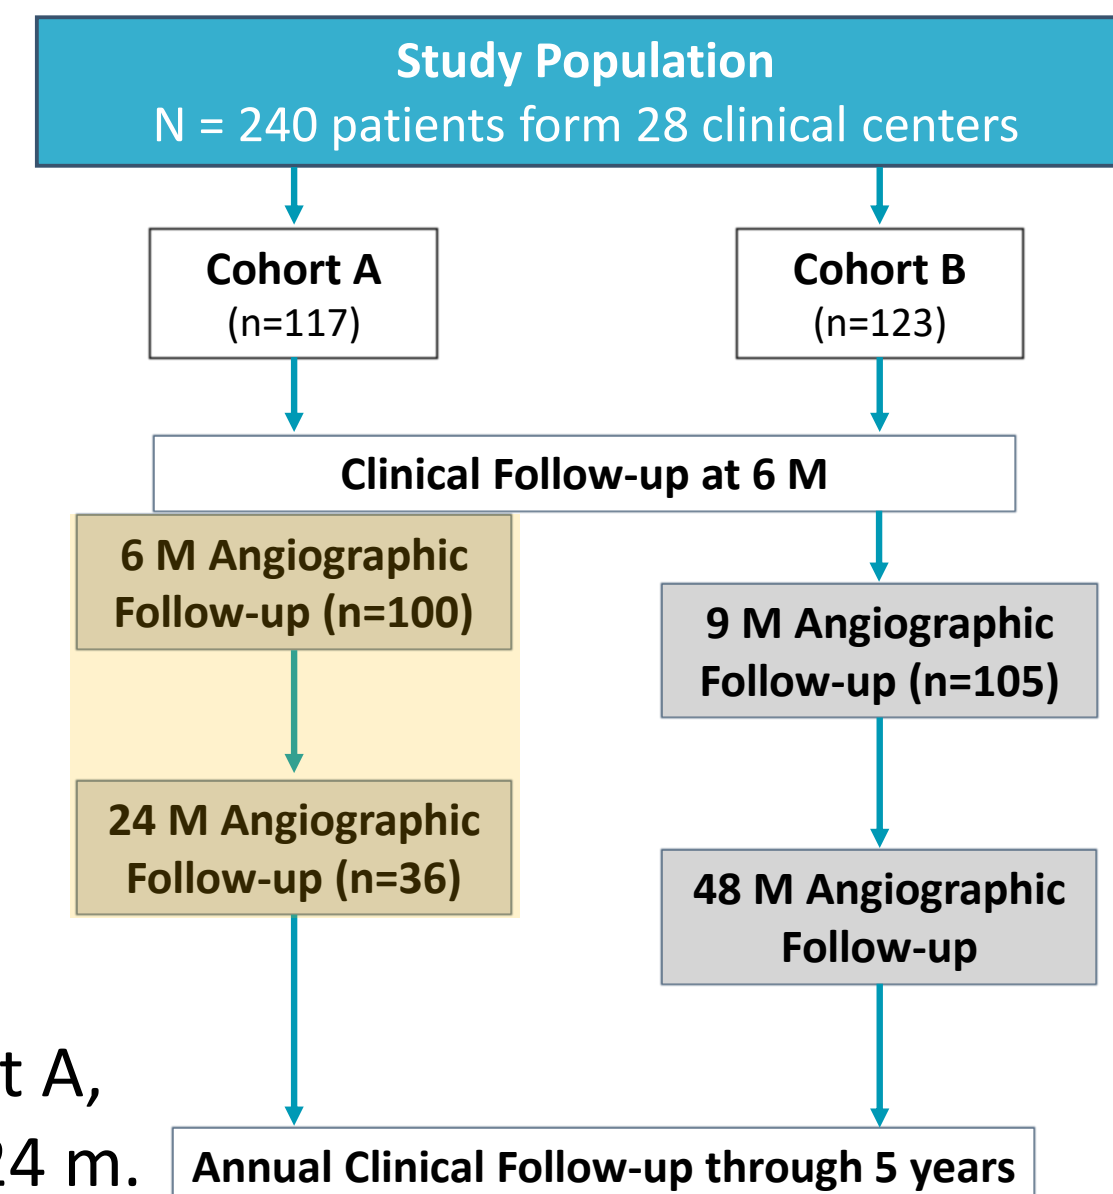 Study Population
N = 240 patients form 28 clinical centers
Cohort A
(n=117)
Cohort B
(n=123)
Clinical Follow-up at 6 M
6 M Angiographic
Follow-up (n=100)
9 M Angiographic
Follow-up (n=105)
24 M Angiographic
Follow-up (n=36)
48 M Angiographic
Follow-up
t A,
24 m.
Annual Clinical Follow-up through 5 years